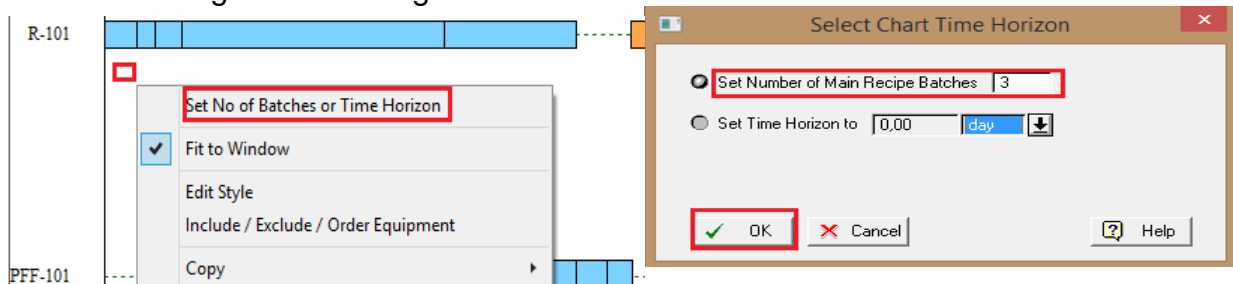 R-101
Set No of Batches or Time Horizon
Fit to Window
Edit Style
Include / Exclude / Order Equipment
Copy
PFF-101
Select Chart Time Horizon
Set Number of Main Recipe Batches 3
Set Time Horizon to 0,00 day
OK Cancel Help